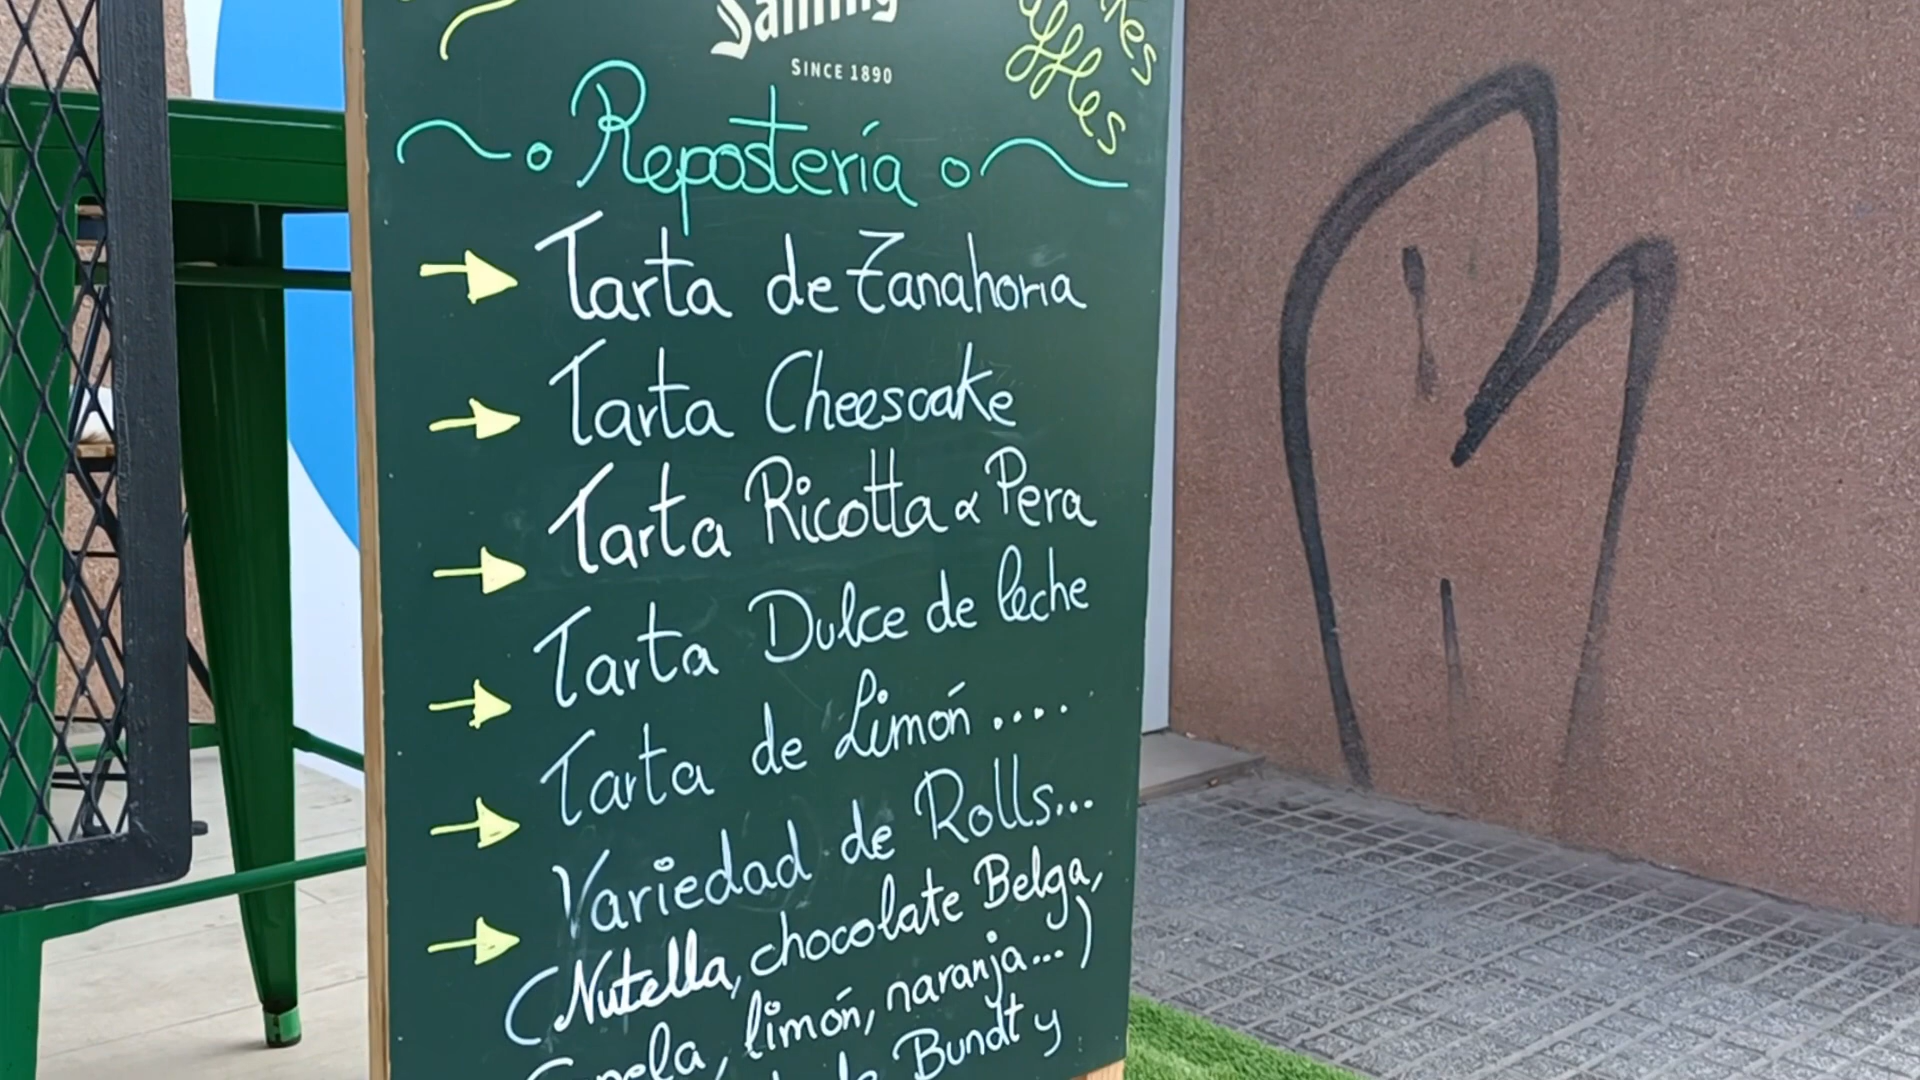 SINCE 1890
Repostería
Tarta de Zanahoria
Tarta Cheescake
Tarta Ricotta & Pera
Tarta Dulce de leche
Tarta de Limón ....
Variedad de Rolls...
(Nutella, chocolate Belga,
limón, naranja...)
Bundt y